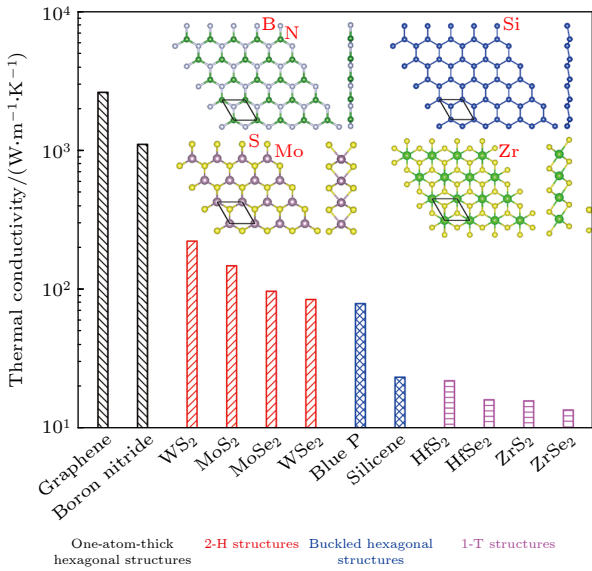 10⁴
10³
10²
10¹
Thermal conductivity/(W·m⁻¹·K⁻¹)
B
N
Si
S
Mo
Zr
Graphene
Boron nitride
WS₂
MoS₂
MoSe₂
WSe₂
Blue P
Silicene
HfS₂
HfSe₂
ZrS₂
ZrSe₂
One-atom-thick
hexagonal structures
2-H structures
Buckled hexagonal
structures
1-T structures